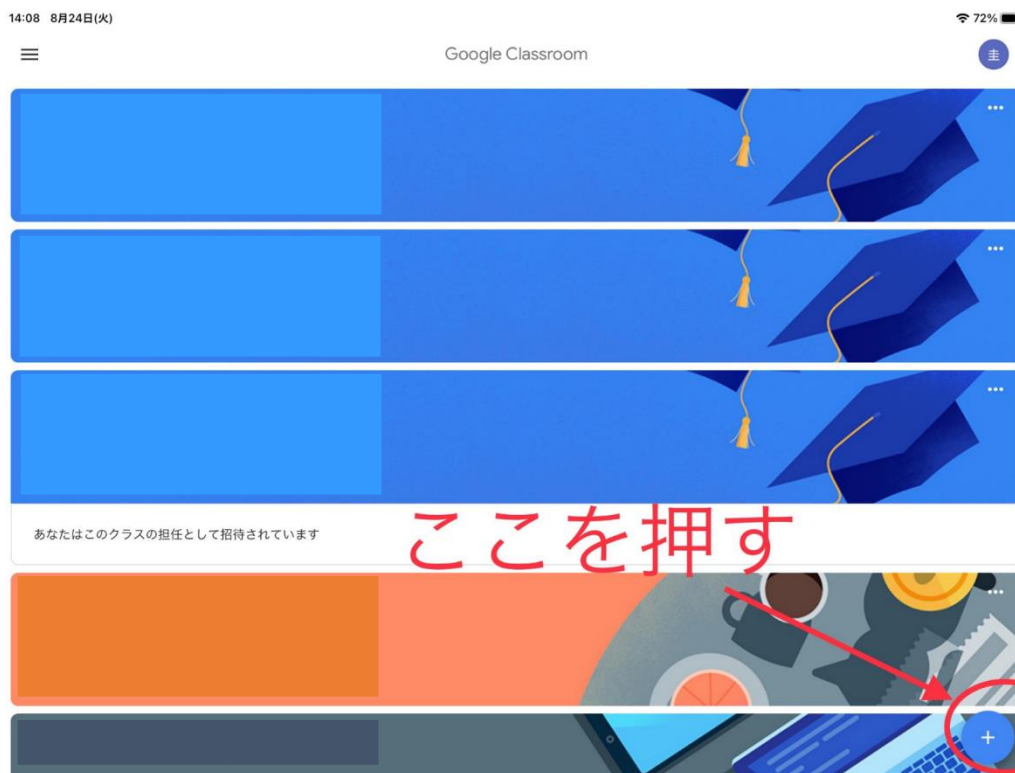 14:08 8月24日(火) 72%
Google Classroom
圭
あなたはこのクラスの担任として招待されています
ここを押す